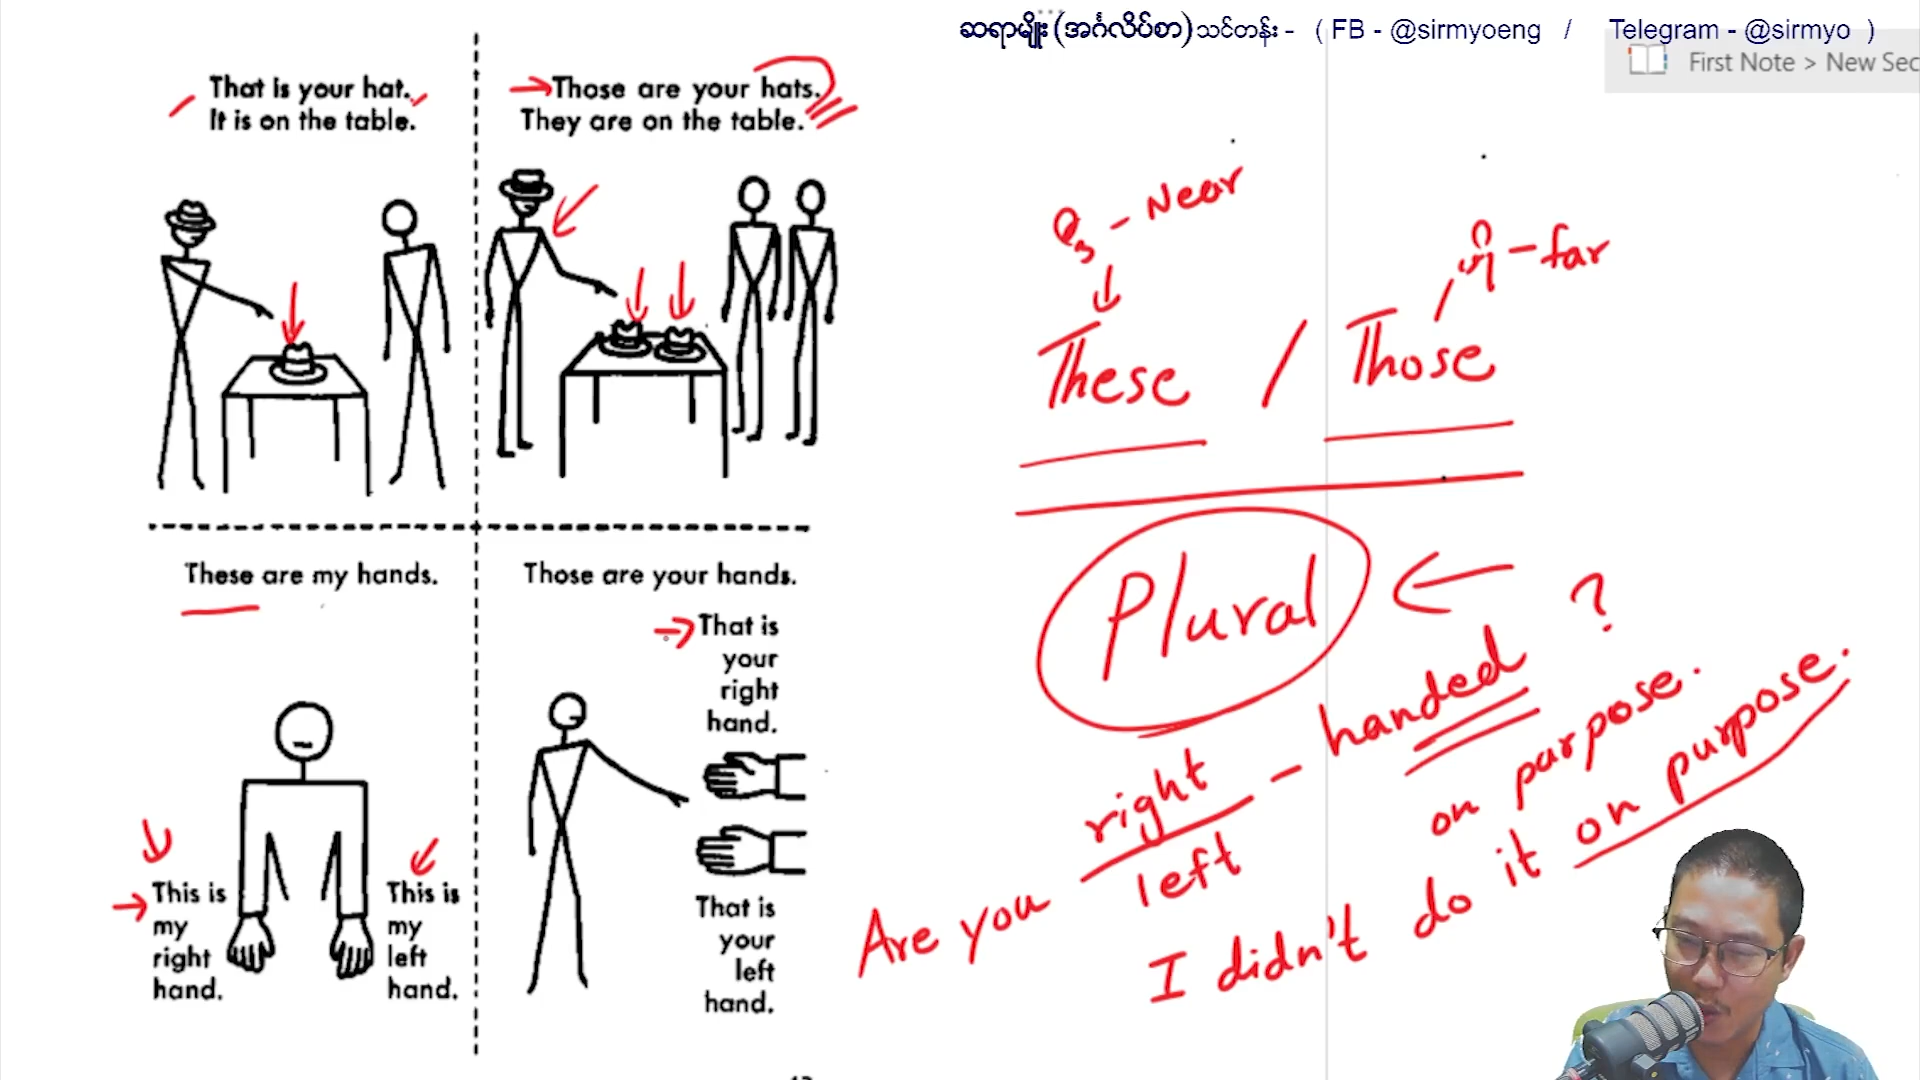 ဆရာမျိုး (အင်္ဂလိပ်စာ) သင်တန်း - ( FB - @sirmyoeng / Telegram - @sirmyo )
First Note > New Sec
That is your hat.
It is on the table.
Those are your hats.
They are on the table.
These are my hands.
This is
my
right
hand.
This is
my
left
hand.
Those are your hands.
That is
your
right
hand.
That is
your
left
hand.
ဒီ - Near
ဟို - far
These / Those
Plural
Are you right / left - handed ?
on purpose.
I didn't do it on purpose.